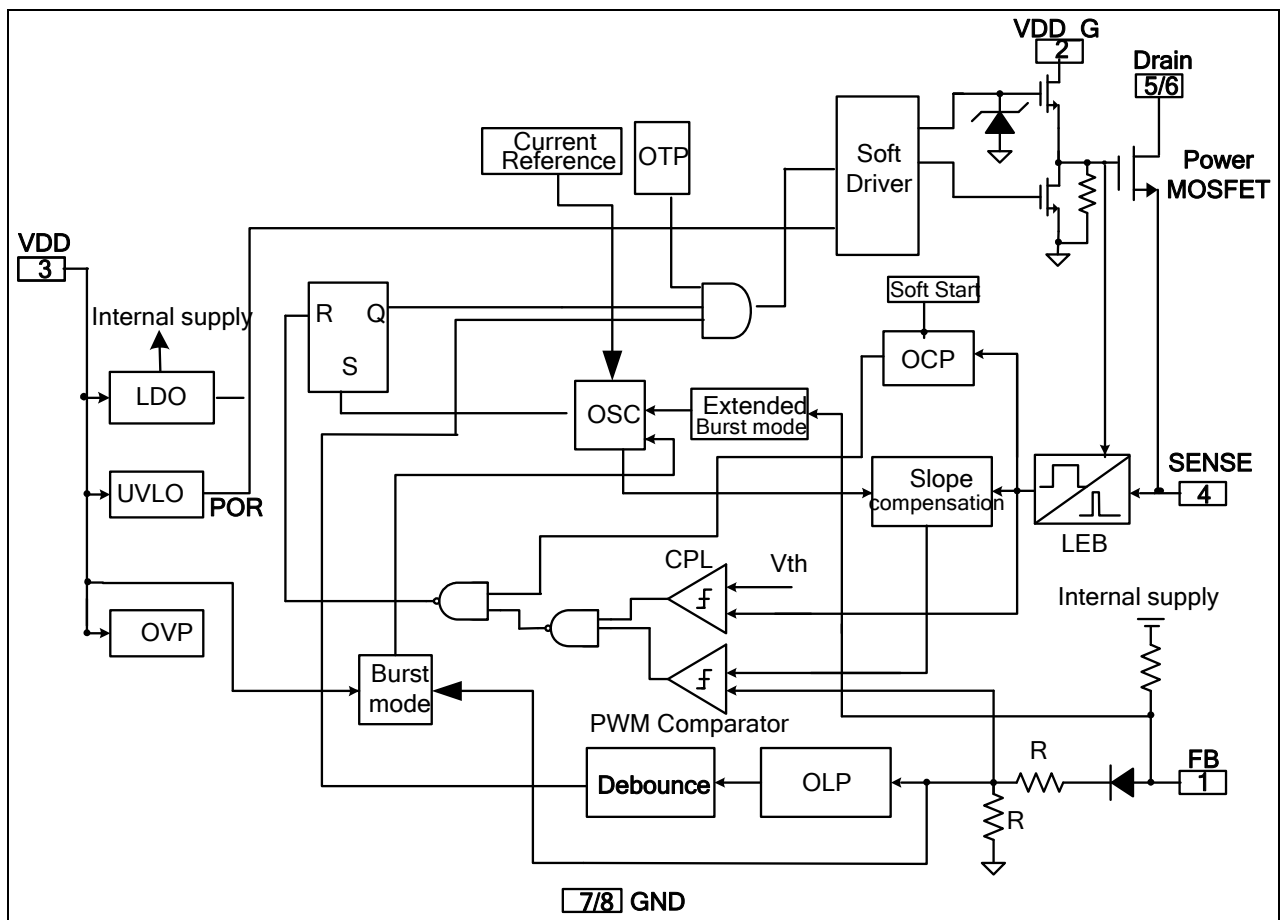 VDD_G
2
Drain
5/6
Current
Reference
OTP
Soft
Driver
Power
MOSFET
VDD
3
Soft Start
R
Q
S
Internal supply
OCP
LDO
OSC
Extended
Burst mode
UVLO
POR
Slope
compensation
SENSE
4
LEB
CPL
Vth
Internal supply
OVP
Burst
mode
PWM Comparator
R
FB
1
Debounce
OLP
R
7/8
GND